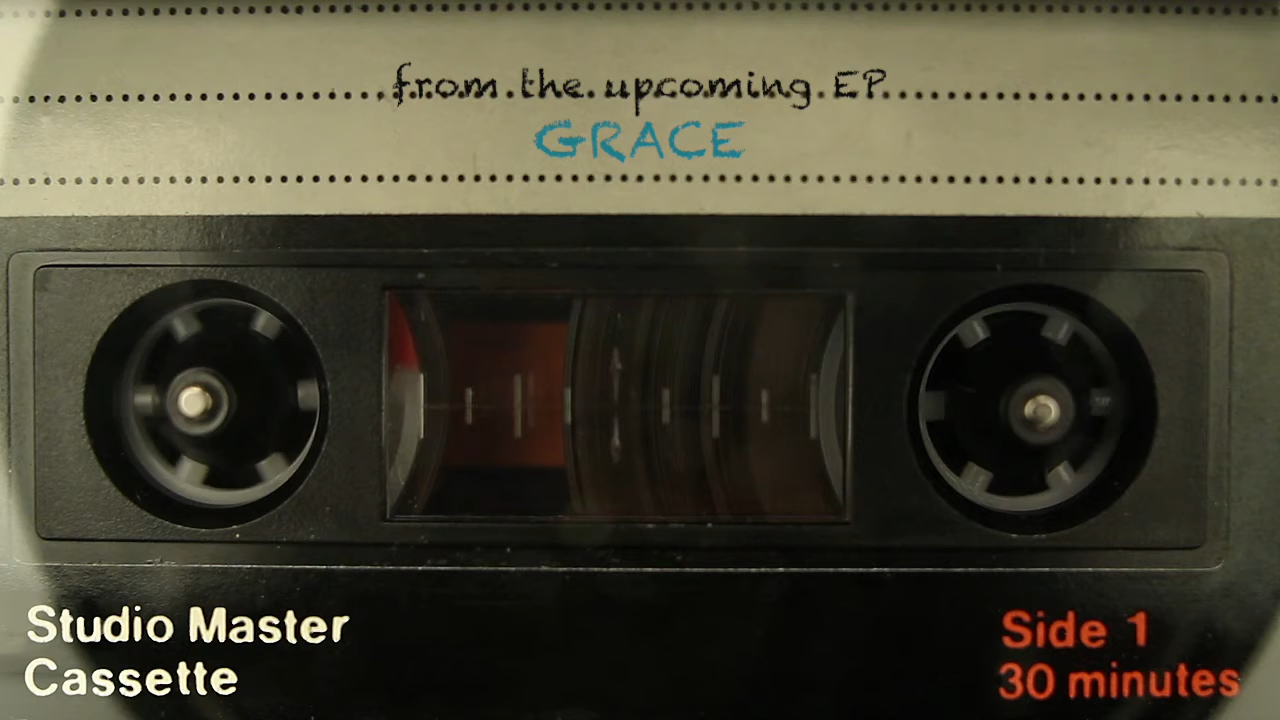 from the upcoming EP
GRACE
Studio Master
Cassette
Side 1
30 minutes